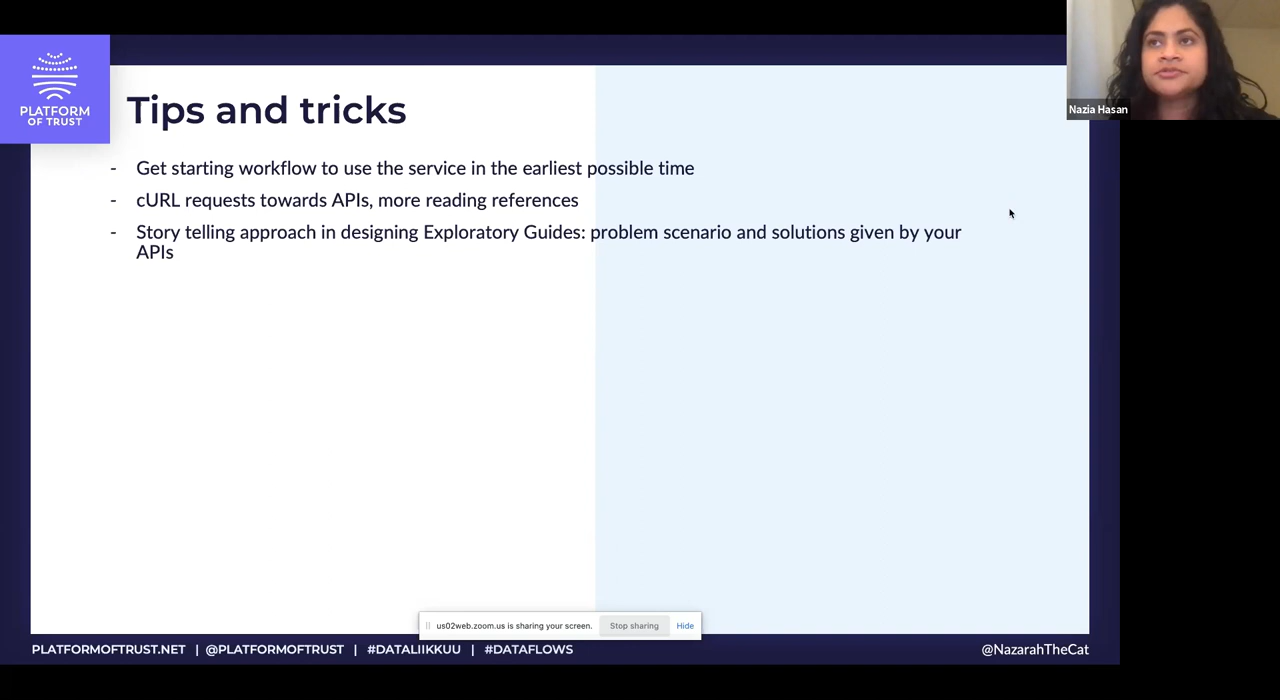 PLATFORM
OF TRUST
Tips and tricks
- Get starting workflow to use the service in the earliest possible time
- cURL requests towards APIs, more reading references
- Story telling approach in designing Exploratory Guides: problem scenario and solutions given by your
APIs
Nazia Hasan
us02web.zoom.us is sharing your screen. Stop sharing Hide
PLATFORMOFTRUST.NET | @PLATFORMOFTRUST | #DATALIIKKUU | #DATAFLOWS @NazarahTheCat